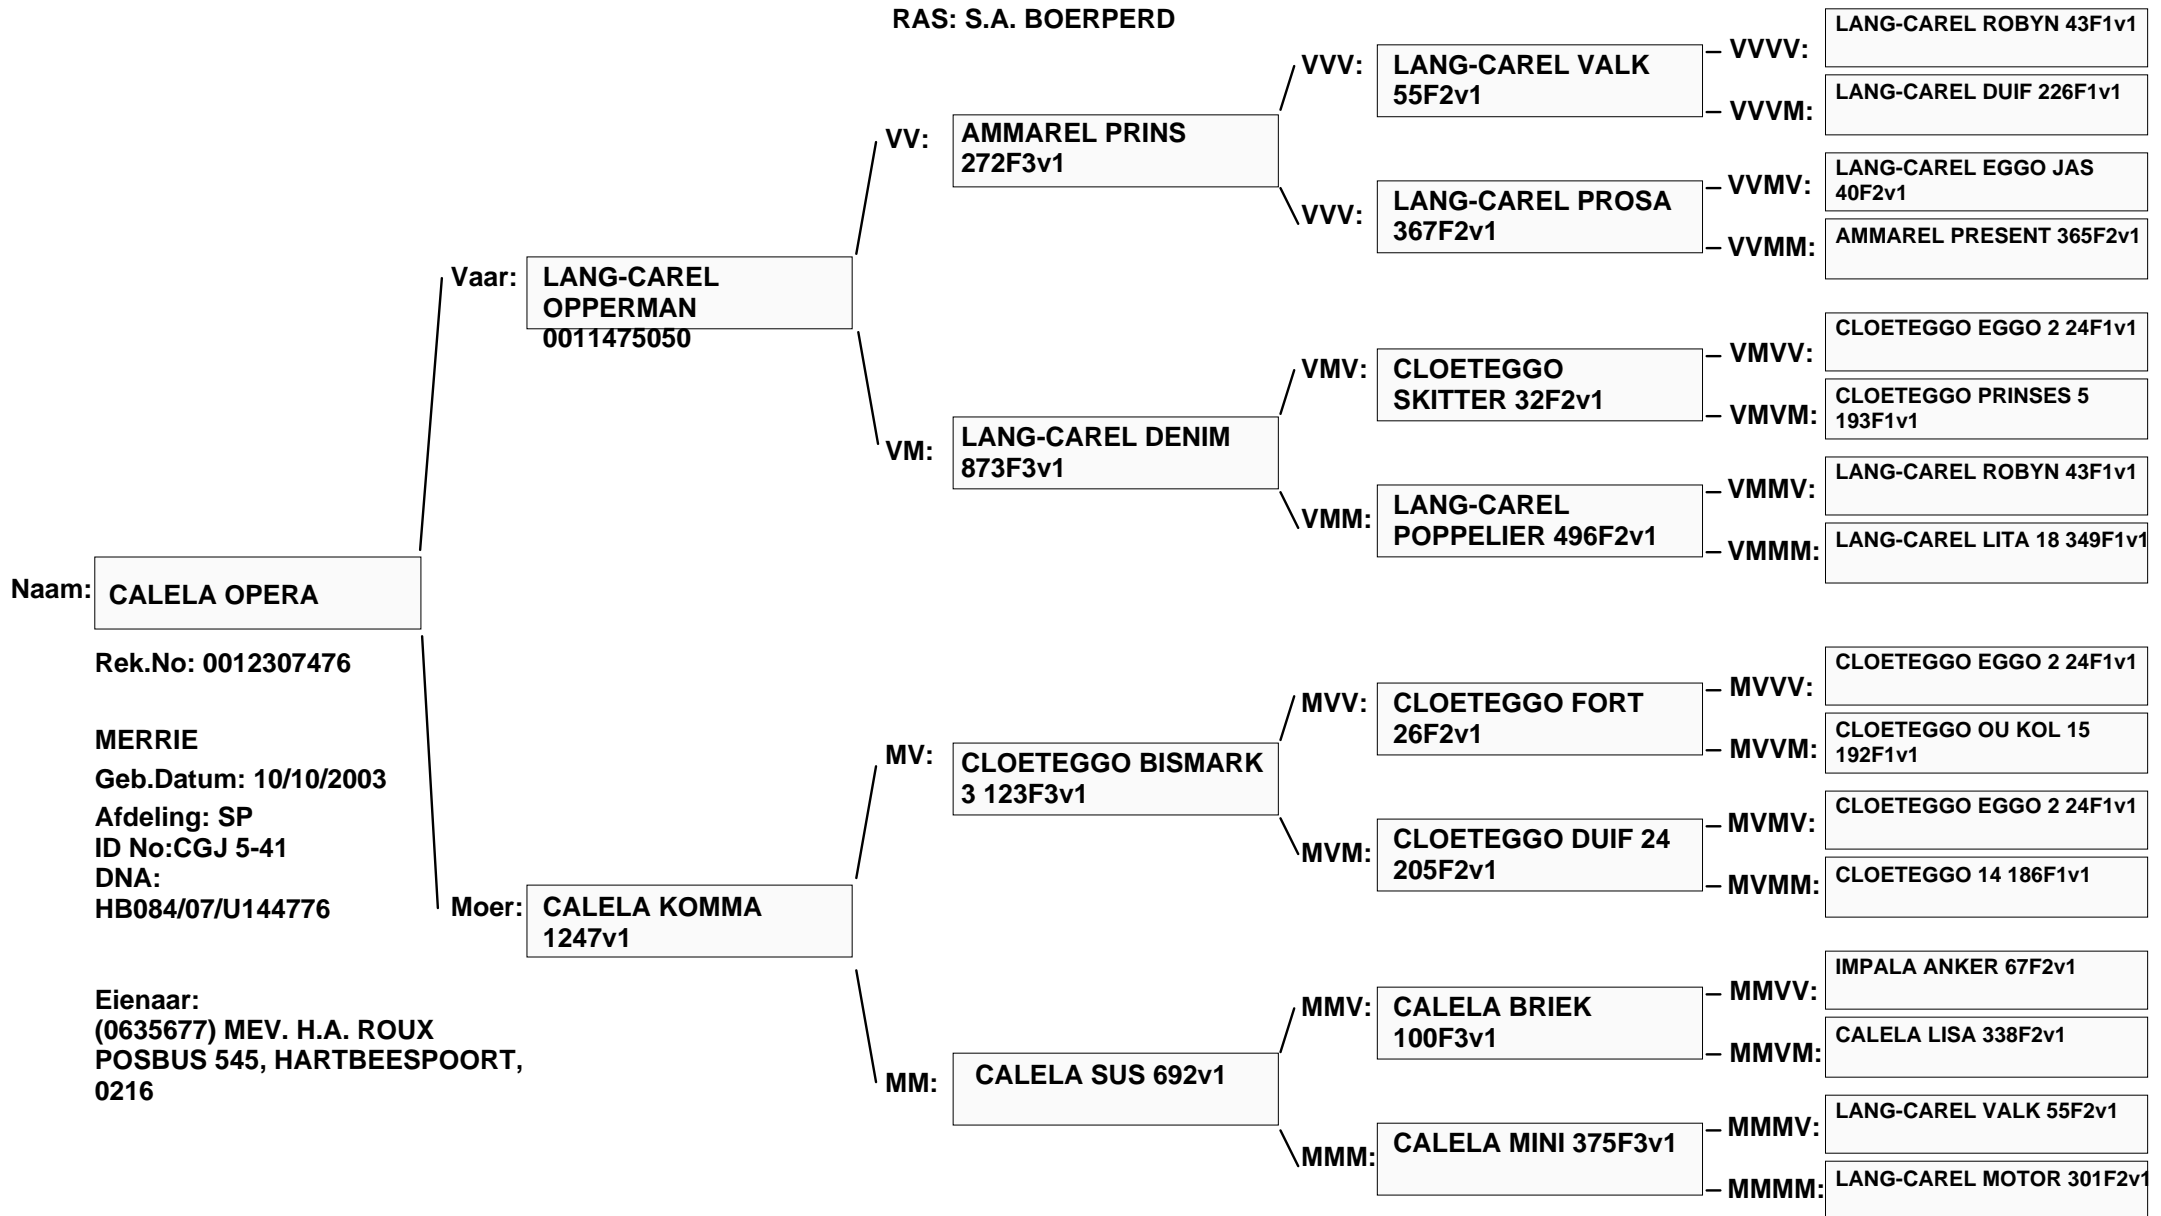 RAS: S.A. BOERPERD
Naam:
CALELA OPERA
Rek.No: 0012307476
MERRIE
Geb.Datum: 10/10/2003
Afdeling: SP
ID No:CGJ 5-41
DNA:
HB084/07/U144776
Eienaar:
(0635677) MEV. H.A. ROUX
POSBUS 545, HARTBEESPOORT,
0216
Vaar:
LANG-CAREL
OPPERMAN
0011475050
Moer:
CALELA KOMMA
1247v1
VV:
AMMAREL PRINS
272F3v1
VM:
LANG-CAREL DENIM
873F3v1
MV:
CLOETEGGO BISMARK
3 123F3v1
MM:
CALELA SUS 692v1
VVV:
LANG-CAREL VALK
55F2v1
VVV:
LANG-CAREL PROSA
367F2v1
VMV:
CLOETEGGO
SKITTER 32F2v1
VMM:
LANG-CAREL
POPPELIER 496F2v1
MVV:
CLOETEGGO FORT
26F2v1
MVM:
CLOETEGGO DUIF 24
205F2v1
MMV:
CALELA BRIEK
100F3v1
MMM:
CALELA MINI 375F3v1
VVVV:
LANG-CAREL ROBYN 43F1v1
VVVM:
LANG-CAREL DUIF 226F1v1
VVMV:
LANG-CAREL EGGO JAS
40F2v1
VVMM:
AMMAREL PRESENT 365F2v1
VMVV:
CLOETEGGO EGGO 2 24F1v1
VMVM:
CLOETEGGO PRINSES 5
193F1v1
VMMV:
LANG-CAREL ROBYN 43F1v1
VMMM:
LANG-CAREL LITA 18 349F1v1
MVVV:
CLOETEGGO EGGO 2 24F1v1
MVVM:
CLOETEGGO OU KOL 15
192F1v1
MVMV:
CLOETEGGO EGGO 2 24F1v1
MVMM:
CLOETEGGO 14 186F1v1
MMVV:
IMPALA ANKER 67F2v1
MMVM:
CALELA LISA 338F2v1
MMMV:
LANG-CAREL VALK 55F2v1
MMMM:
LANG-CAREL MOTOR 301F2v1